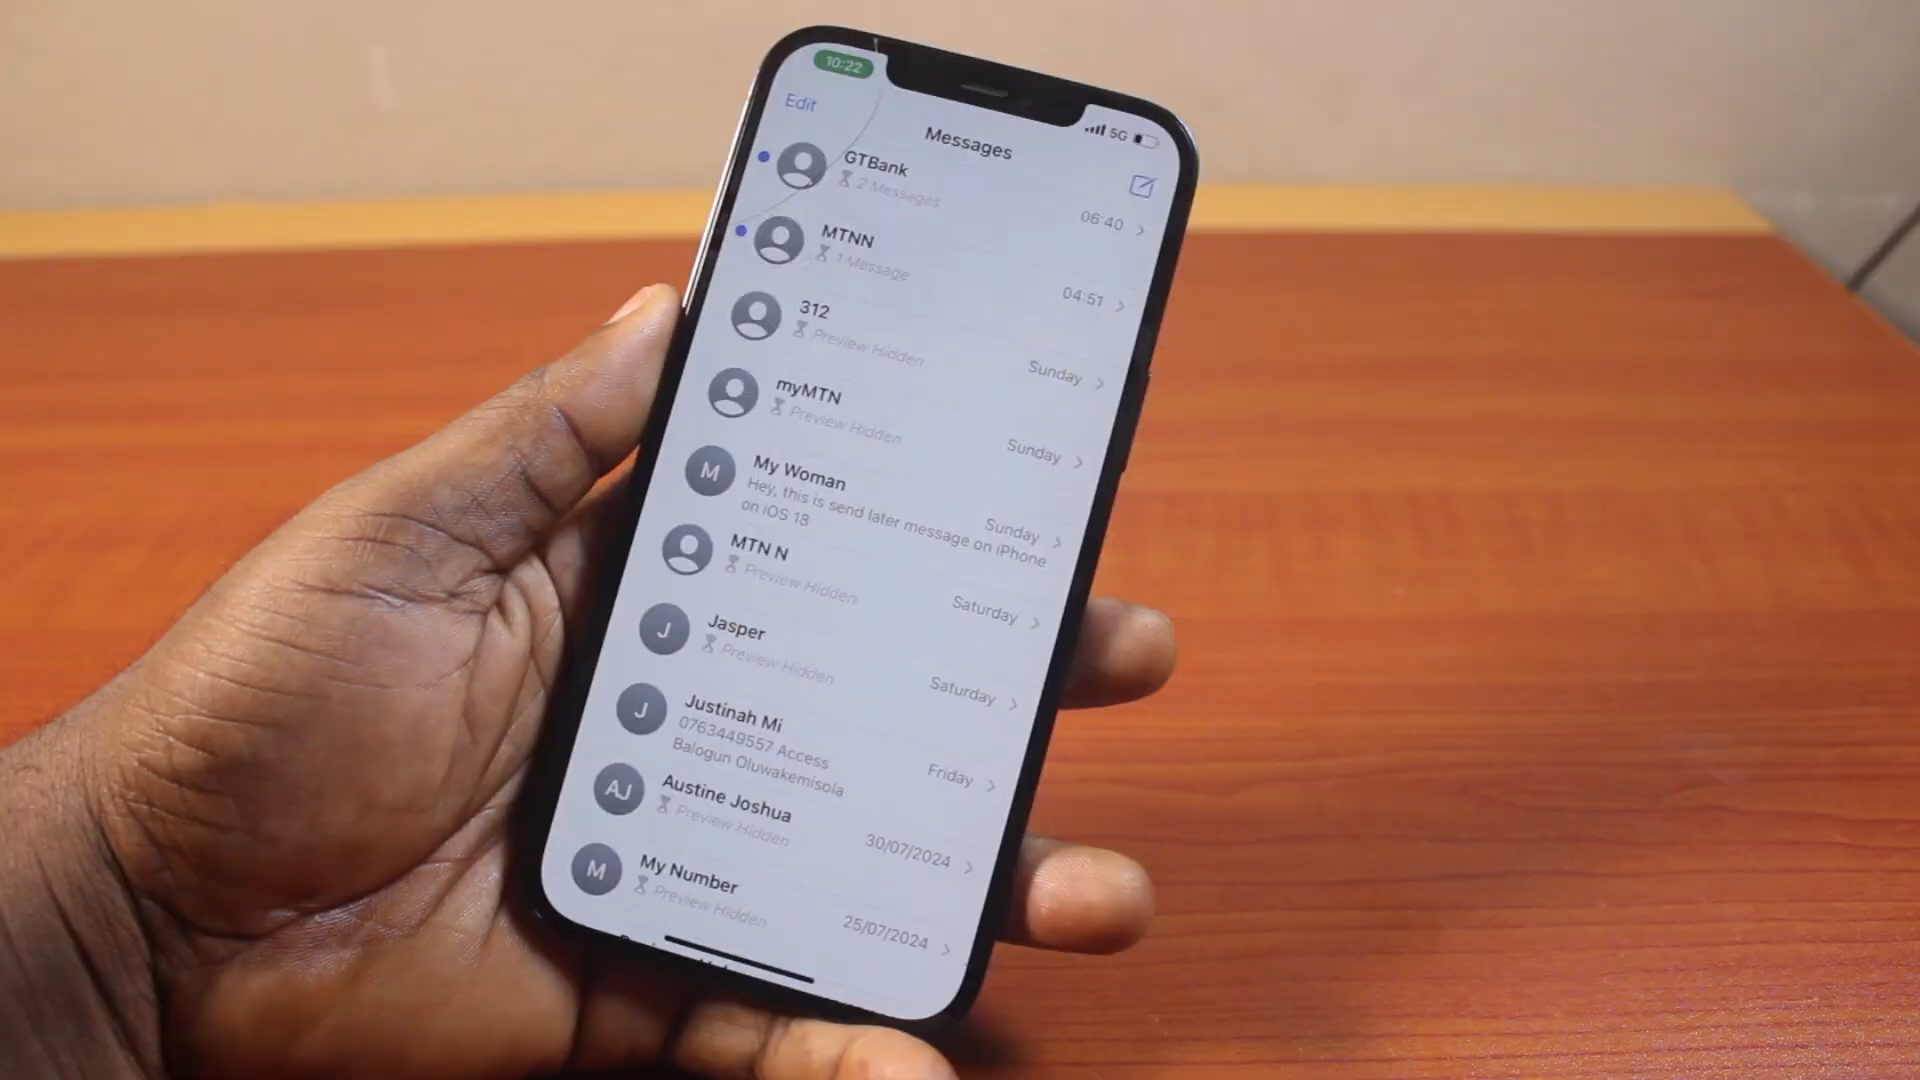 10:22
5G
Edit
Messages
GTBank
2 Messages
06:40
MTNN
1 Message
04:51
312
Preview Hidden
Sunday
myMTN
Preview Hidden
Sunday
M
My Woman
Sunday
Hey, this is send later message on iPhone
on iOS 18
MTN N
Preview Hidden
Saturday
J
Jasper
Preview Hidden
Saturday
J
Justinah Mi
0763449557 Access
Balogun Oluwakemisola
Friday
AJ
Austine Joshua
Preview Hidden
30/07/2024
M
My Number
Preview Hidden
25/07/2024